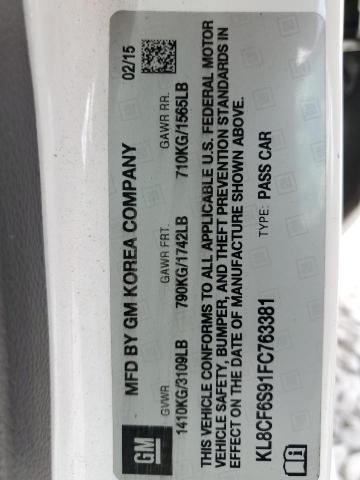 GM
MFD BY GM KOREA COMPANY 02/15
GVWR GAWR FRT. GAWR RR.
1410KG/3109LB 790KG/1742LB 710KG/1565LB
THIS VEHICLE CONFORMS TO ALL APPLICABLE U.S. FEDERAL MOTOR
VEHICLE SAFETY, BUMPER, AND THEFT PREVENTION STANDARDS IN
EFFECT ON THE DATE OF MANUFACTURE SHOWN ABOVE.
KL8CF6S91FC763381 TYPE: PASS CAR